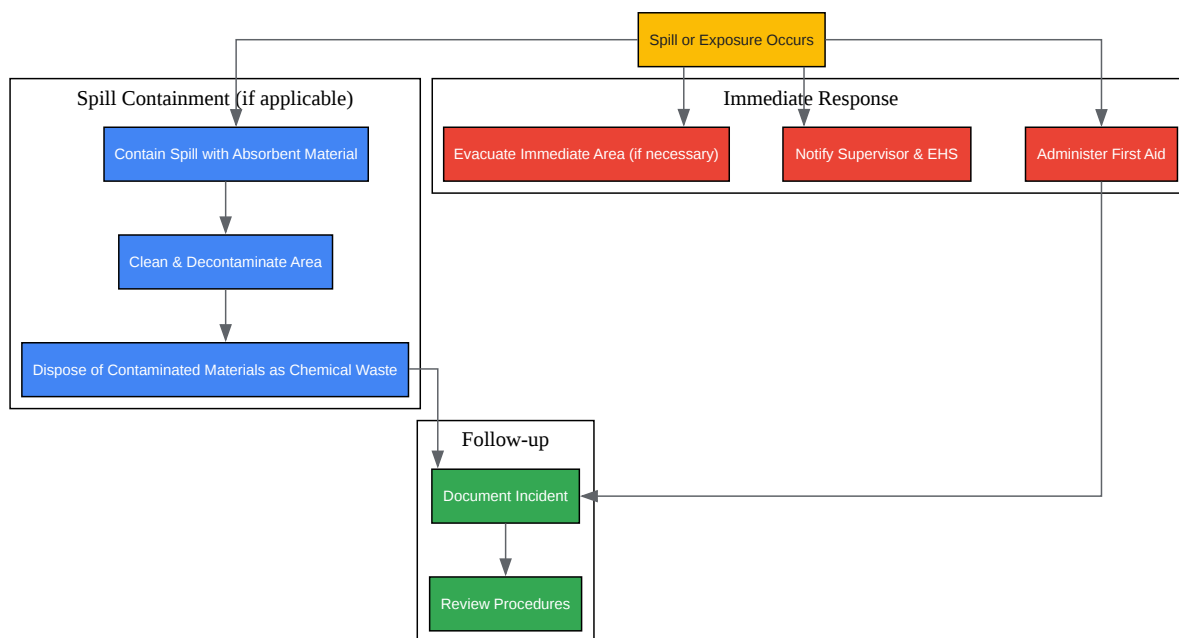 Spill or Exposure Occurs
Spill Containment (if applicable)
Immediate Response
Contain Spill with Absorbent Material
Evacuate Immediate Area (if necessary)
Notify Supervisor & EHS
Administer First Aid
Clean & Decontaminate Area
Dispose of Contaminated Materials as Chemical Waste
Follow-up
Document Incident
Review Procedures